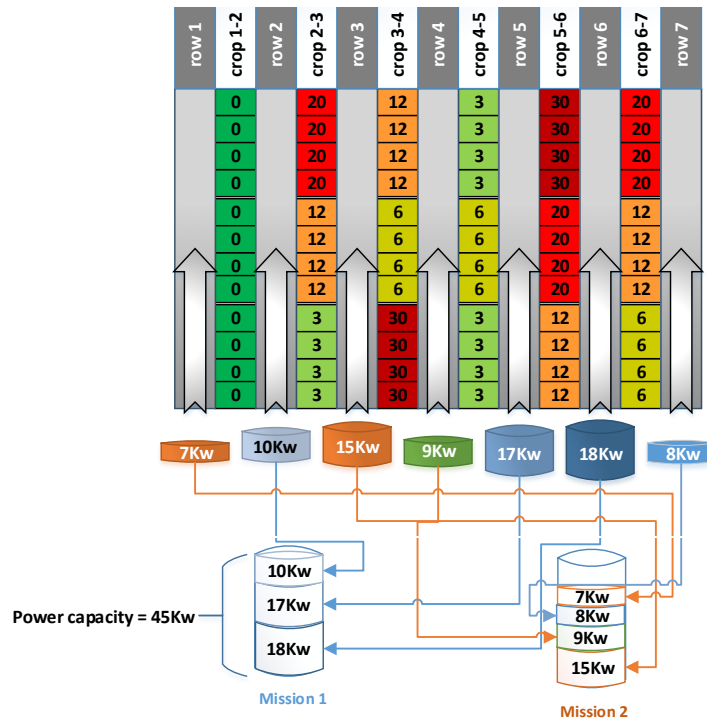 row 1 crop 1-2 row 2 crop 2-3 row 3 crop 3-4 row 4 crop 4-5 row 5 crop 5-6 row 6 crop 6-7 row 7
0 20 12 3 30 20
0 20 12 3 30 20
0 20 12 3 30 20
0 20 12 3 30 20
0 12 6 6 20 12
0 12 6 6 20 12
0 12 6 6 20 12
0 12 6 6 20 12
0 3 30 3 12 6
0 3 30 3 12 6
0 3 30 3 12 6
0 3 30 3 12 6
7Kw 10Kw 15Kw 9Kw 17Kw 18Kw 8Kw
Power capacity = 45Kw
10Kw
17Kw
18Kw
Mission 1
7Kw
8Kw
9Kw
15Kw
Mission 2